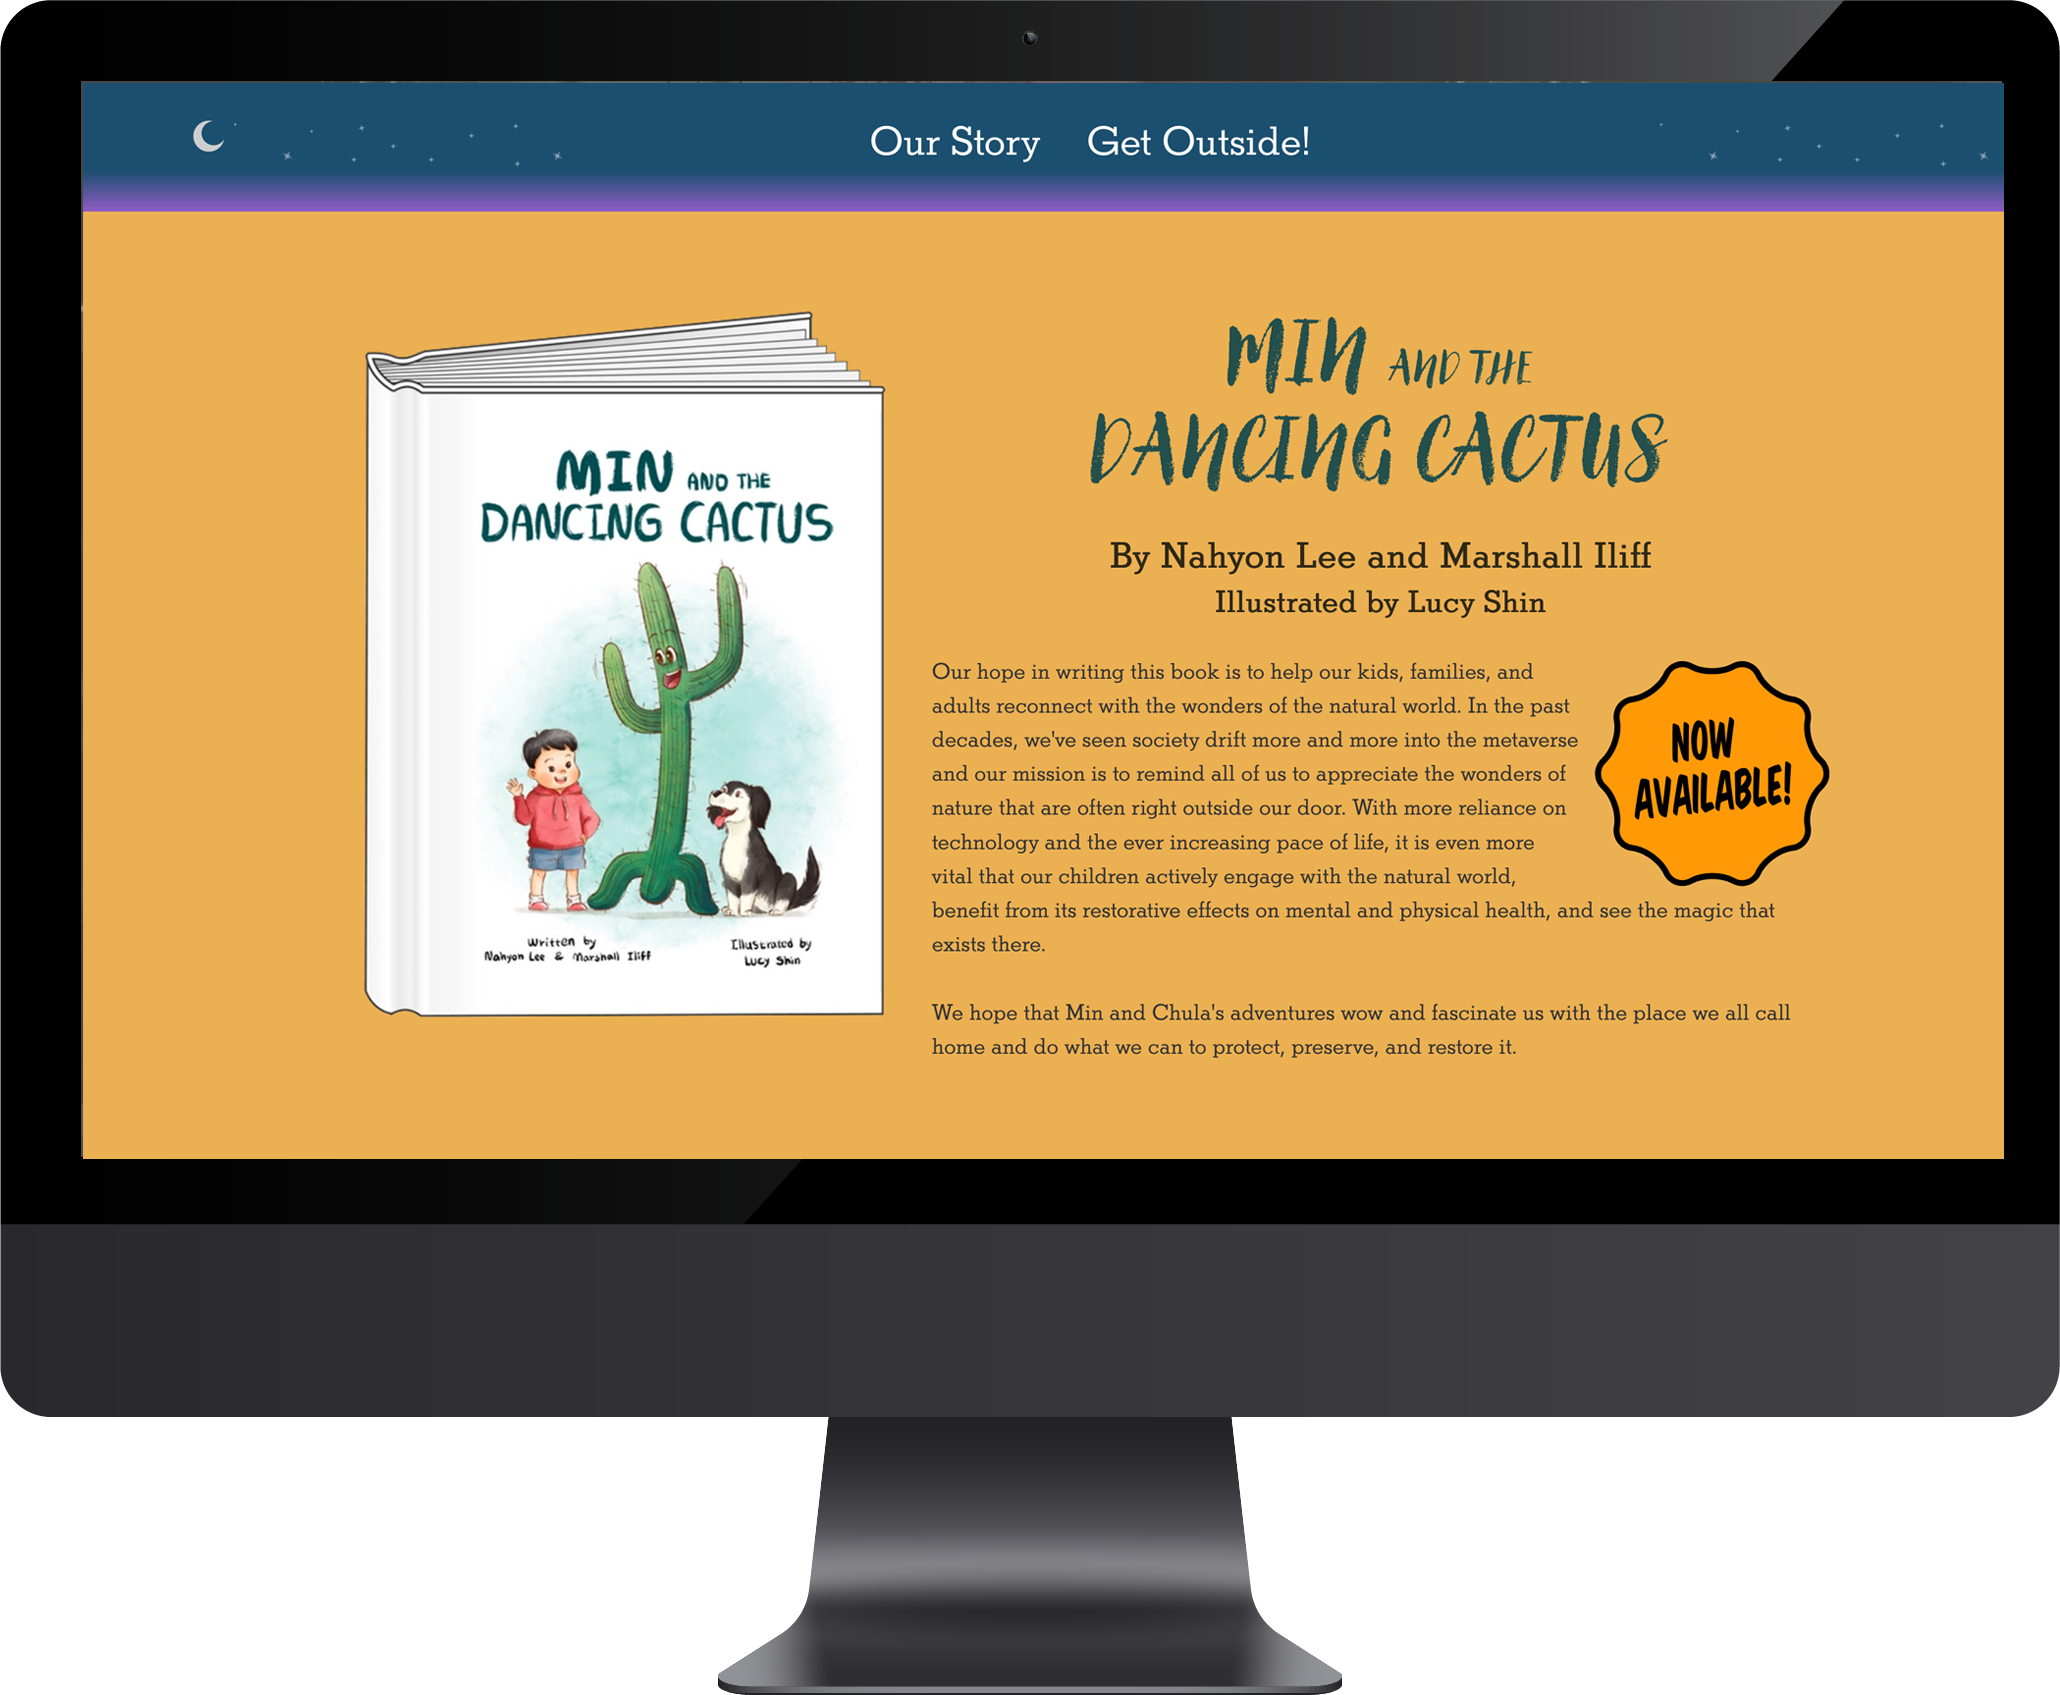 Our Story Get Outside!
MIN AND THE
DANCING CACTUS
Written by
Nahyon Lee & Marshall Iliff
Illustrated by
Lucy Shin
MIN AND THE
DANCING CACTUS
By Nahyon Lee and Marshall Iliff
Illustrated by Lucy Shin
Our hope in writing this book is to help our kids, families, and
adults reconnect with the wonders of the natural world. In the past
decades, we've seen society drift more and more into the metaverse
and our mission is to remind all of us to appreciate the wonders of
nature that are often right outside our door. With more reliance on
technology and the ever increasing pace of life, it is even more
vital that our children actively engage with the natural world,
benefit from its restorative effects on mental and physical health, and see the magic that
exists there.
NOW
AVAILABLE!
We hope that Min and Chula's adventures wow and fascinate us with the place we all call
home and do what we can to protect, preserve, and restore it.